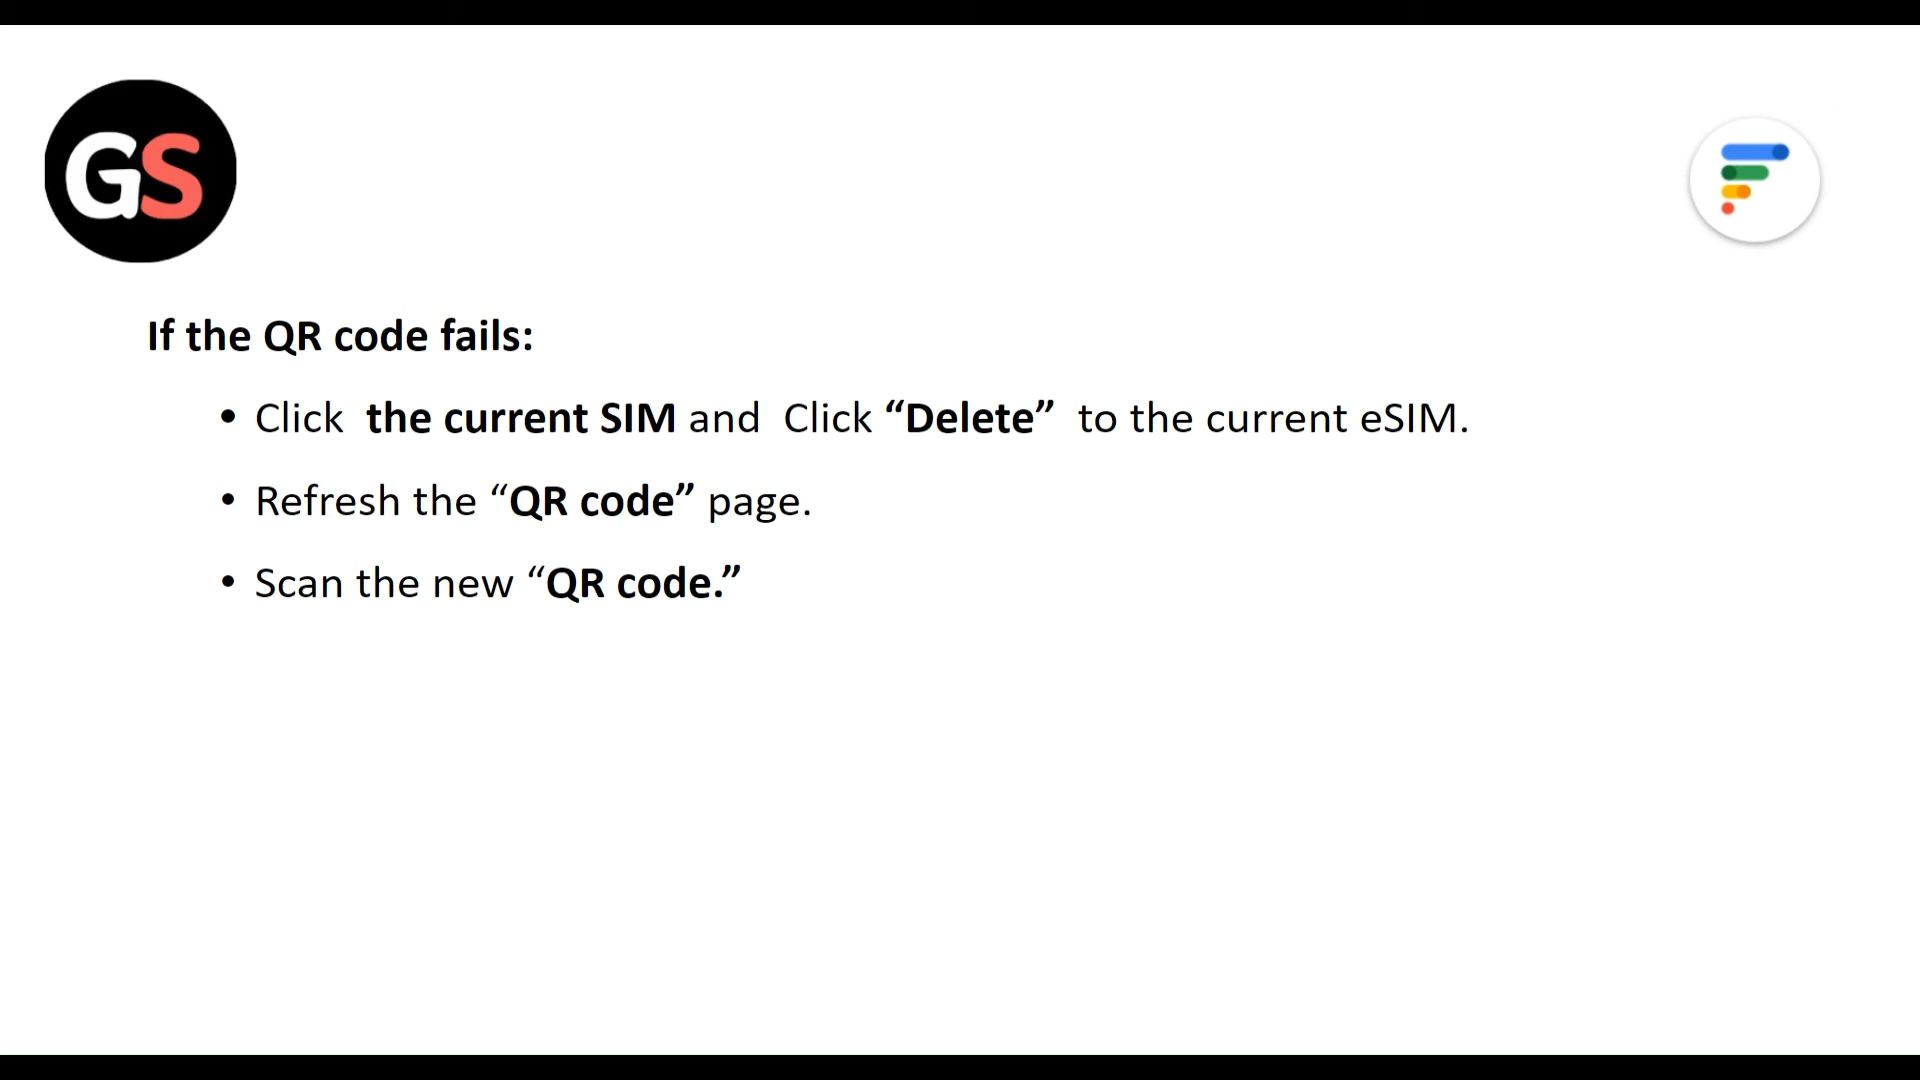 GS
If the QR code fails:
• Click the current SIM and Click “Delete” to the current eSIM.
• Refresh the “QR code” page.
• Scan the new “QR code.”